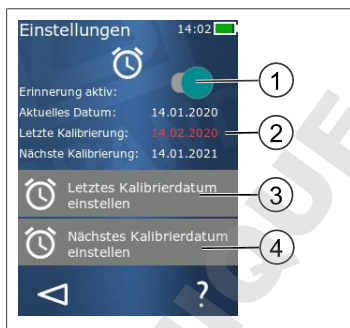 Einstellungen 14:02
Erinnerung aktiv:
1
Aktuelles Datum: 14.01.2020
Letzte Kalibrierung: 14.02.2020
2
Nächste Kalibrierung: 14.01.2021
Letztes Kalibrierdatum
einstellen
3
Nächstes Kalibrierdatum
einstellen
4
?
NIQUE